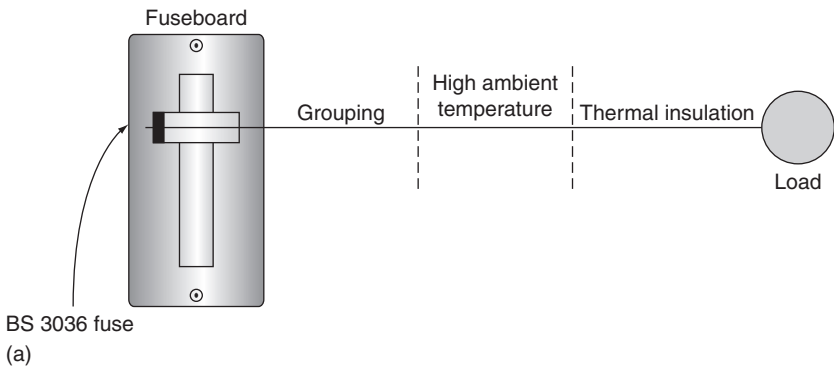 Fuseboard
Grouping
High ambient
temperature
Thermal insulation
Load
BS 3036 fuse
(a)